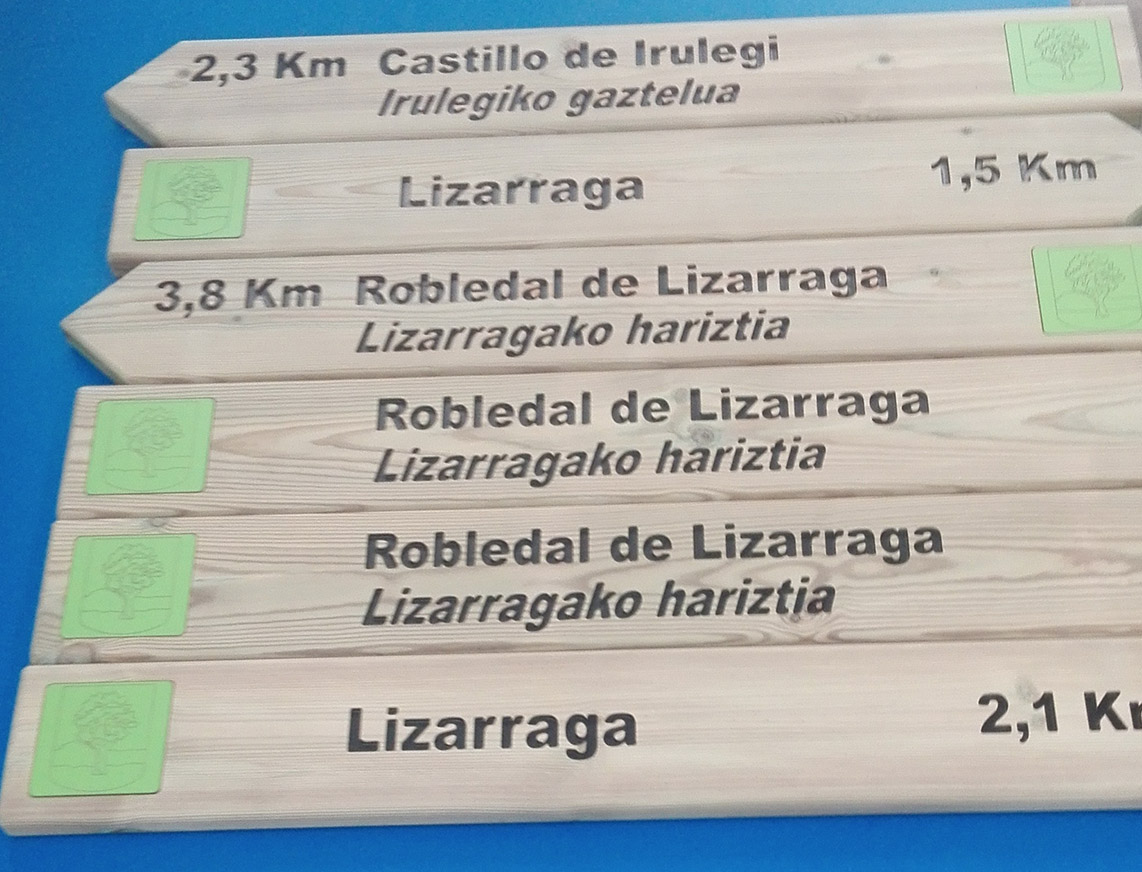 2,3 Km Castillo de Irulegi
Irulegiko gaztelua
Lizarraga 1,5 Km
3,8 Km Robledal de Lizarraga
Lizarragako hariztia
Robledal de Lizarraga
Lizarragako hariztia
Robledal de Lizarraga
Lizarragako hariztia
Lizarraga 2,1 K